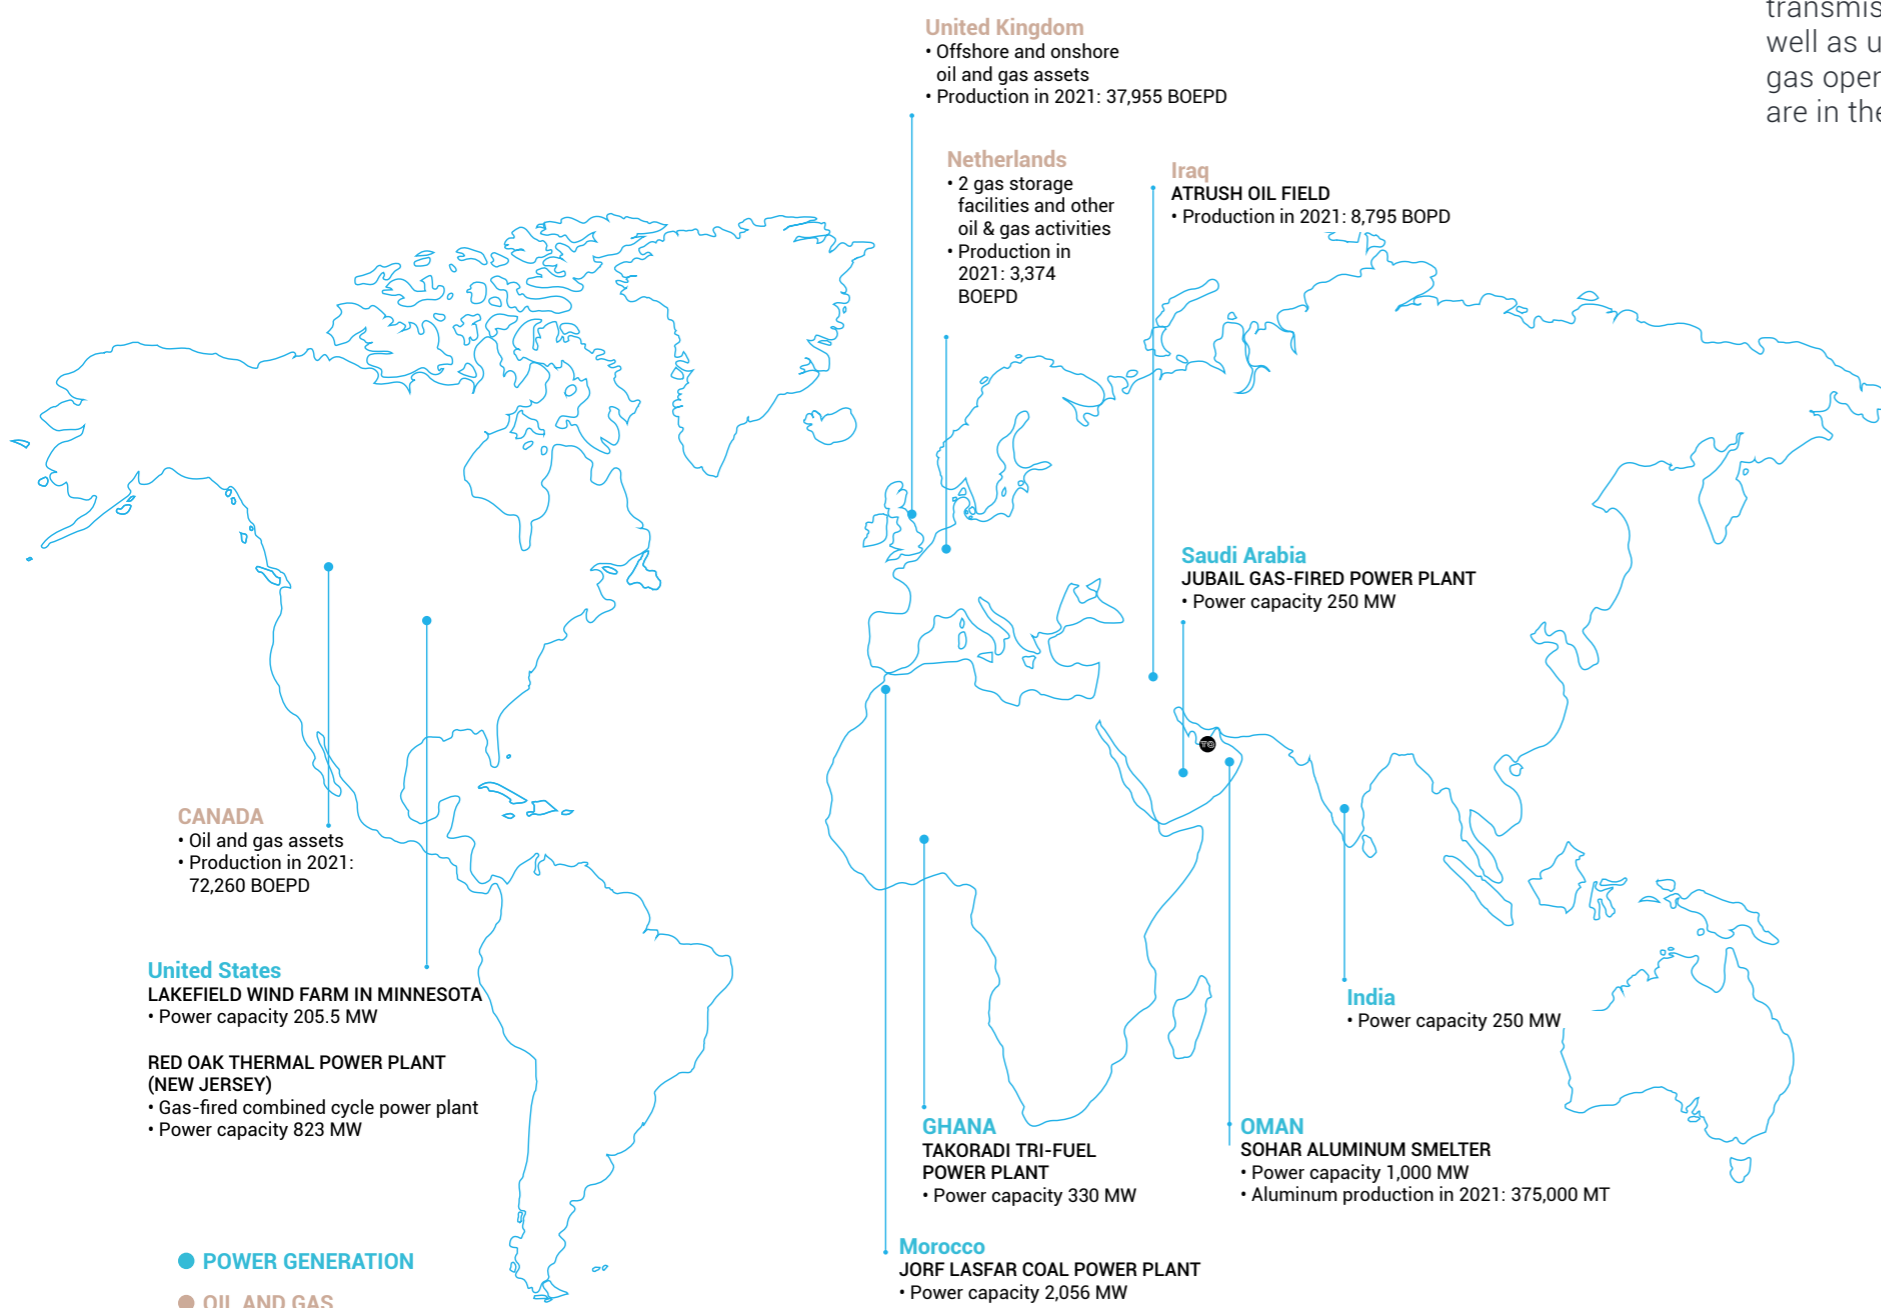 transmis
well as u
gas oper
are in the
United Kingdom
• Offshore and onshore
oil and gas assets
• Production in 2021: 37,955 BOEPD
Netherlands
• 2 gas storage
facilities and other
oil & gas activities
• Production in
2021: 3,374
BOEPD
Iraq
ATRUSH OIL FIELD
• Production in 2021: 8,795 BOPD
Saudi Arabia
JUBAIL GAS-FIRED POWER PLANT
• Power capacity 250 MW
CANADA
• Oil and gas assets
• Production in 2021:
72,260 BOEPD
United States
LAKEFIELD WIND FARM IN MINNESOTA
• Power capacity 205.5 MW
RED OAK THERMAL POWER PLANT
(NEW JERSEY)
• Gas-fired combined cycle power plant
• Power capacity 823 MW
India
• Power capacity 250 MW
GHANA
TAKORADI TRI-FUEL
POWER PLANT
• Power capacity 330 MW
OMAN
SOHAR ALUMINUM SMELTER
• Power capacity 1,000 MW
• Aluminum production in 2021: 375,000 MT
Morocco
JORF LASFAR COAL POWER PLANT
• Power capacity 2,056 MW
POWER GENERATION
OIL AND GAS